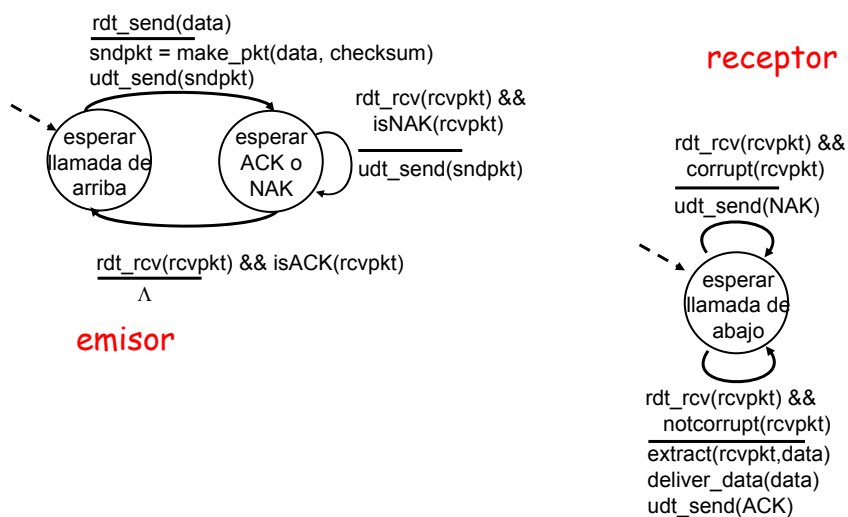 rdt_send(data)
sndpkt = make_pkt(data, checksum)
udt_send(sndpkt)
esperar
llamada de
arriba
esperar
ACK o
NAK
rdt_rcv(rcvpkt) &&
isNAK(rcvpkt)
udt_send(sndpkt)
rdt_rcv(rcvpkt) && isACK(rcvpkt)
Λ
emisor
receptor
rdt_rcv(rcvpkt) &&
corrupt(rcvpkt)
udt_send(NAK)
esperar
llamada de
abajo
rdt_rcv(rcvpkt) &&
notcorrupt(rcvpkt)
extract(rcvpkt,data)
deliver_data(data)
udt_send(ACK)